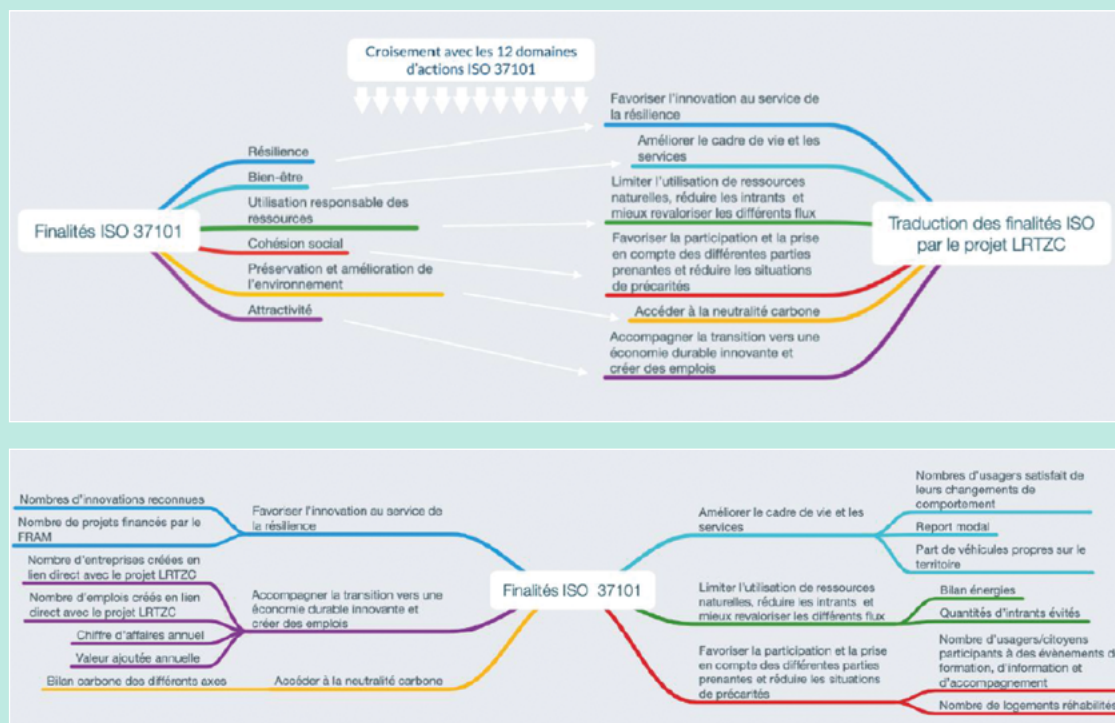 Croisement avec les 12 domaines
d'actions ISO 37101
Finalités ISO 37101
Résilience
Bien-être
Utilisation responsable des
ressources
Cohésion social
Préservation et amélioration de
l'environnement
Attractivité
Favoriser l'innovation au service de
la résilience
Améliorer le cadre de vie et les
services
Limiter l'utilisation de ressources
naturelles, réduire les intrants et
mieux revaloriser les différents flux
Favoriser la participation et la prise
en compte des différentes parties
prenantes et réduire les situations
de précarités
Accéder à la neutralité carbone
Accompagner la transition vers une
économie durable innovante et
créer des emplois
Traduction des finalités ISO
par le projet LRTZC
Nombres d'innovations reconnues
Nombre de projets financés par le
FRAM
Nombre d'entreprises créées en
lien direct avec le projet LRTZC
Nombre d'emplois créés en lien
direct avec le projet LRTZC
Chiffre d'affaires annuel
Valeur ajoutée annuelle
Bilan carbone des différents axes
Favoriser l'innovation au service de
la résilience
Accompagner la transition vers une
économie durable innovante et
créer des emplois
Accéder à la neutralité carbone
Finalités ISO 37101
Améliorer le cadre de vie et les
services
Limiter l'utilisation de ressources
naturelles, réduire les intrants et
mieux revaloriser les différents flux
Favoriser la participation et la prise
en compte des différentes parties
prenantes et réduire les situations
de précarités
Nombres d'usagers satisfait de
leurs changements de
comportement
Report modal
Part de véhicules propres sur le
territoire
Bilan énergies
Quantités d'intrants évités
Nombre d'usagers/citoyens
participants à des évènements d
formation, d'information et
d'accompagnement
Nombre de logements réhabilités